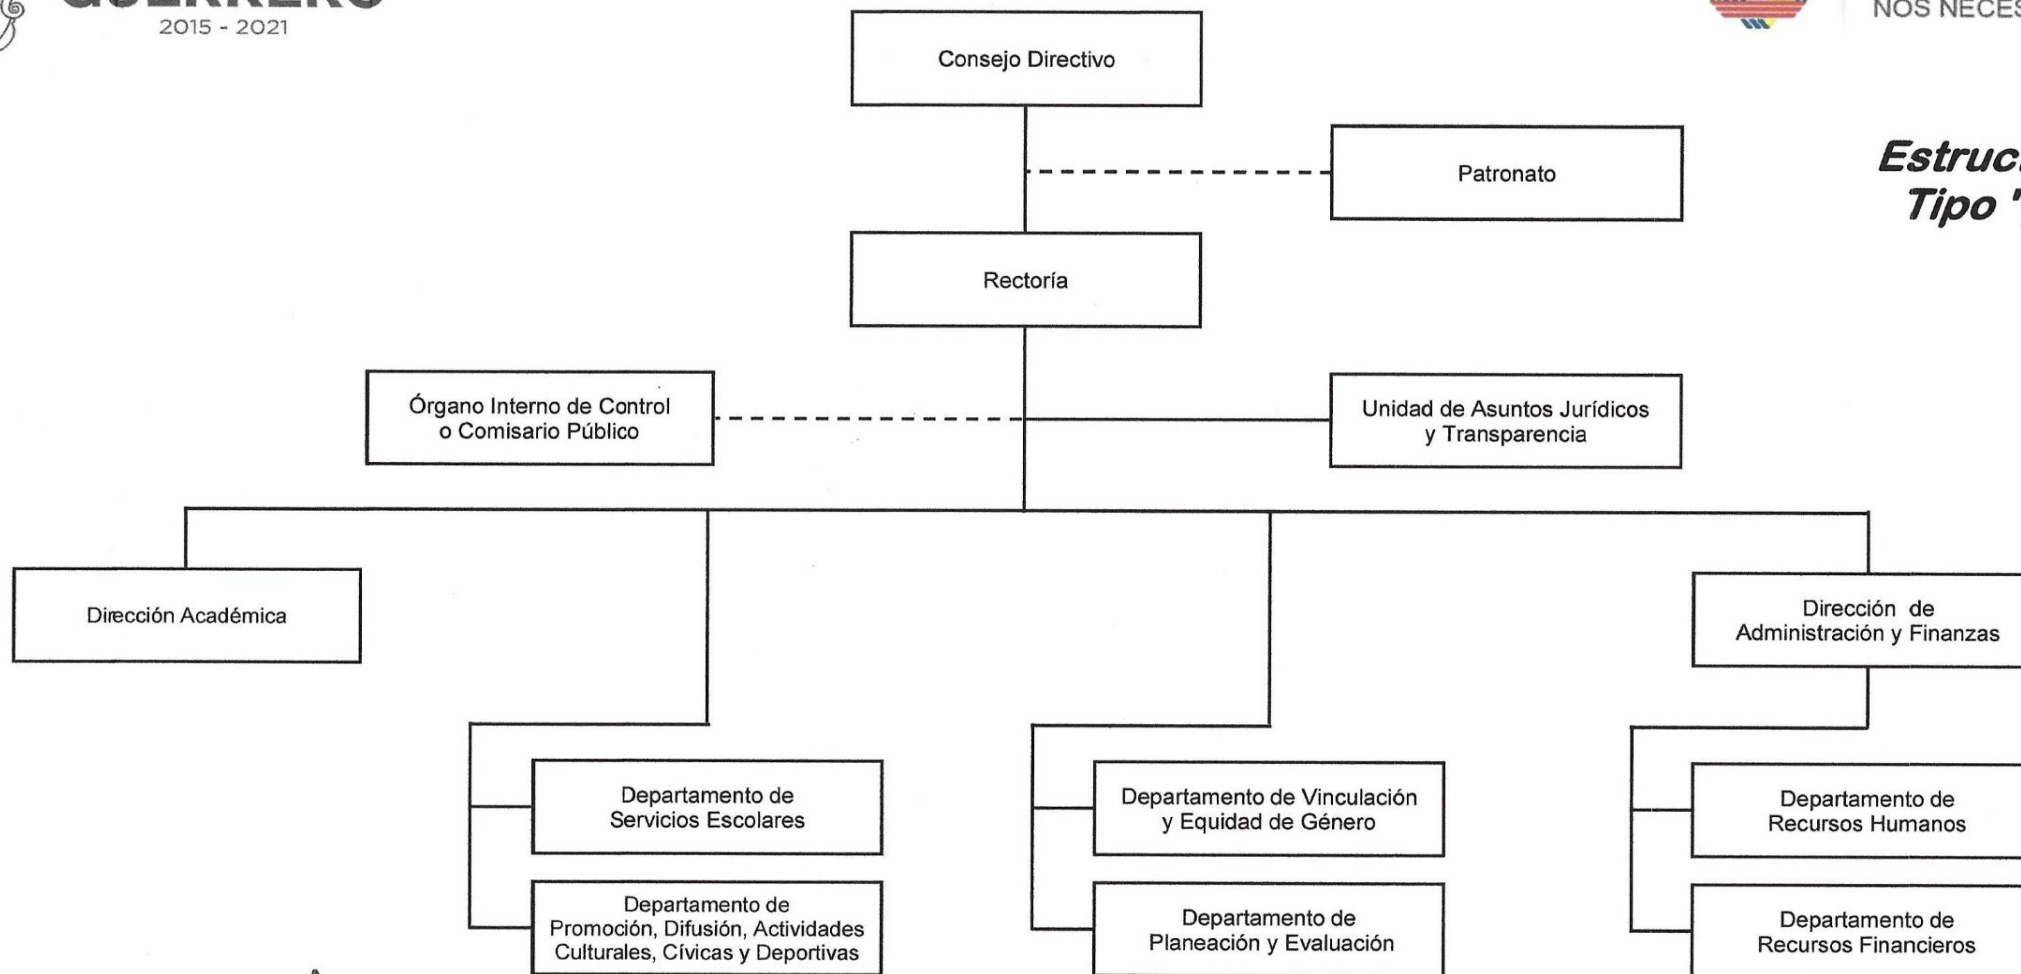 GUERRERO
2015 - 2021
Consejo Directivo
Patronato
Tipo
Rectoría
Órgano Interno de Control
o Comisario Público
Unidad de Asuntos Jurídicos
y Transparencia
Dirección Académica
Dirección de
Administración y Finanzas
Departamento de
Servicios Escolares
Departamento de Vinculación
y Equidad de Género
Departamento de
Recursos Humanos
Departamento de
Promoción, Difusión, Actividades
Culturales, Cívicas y Deportivas
Departamento de
Planeación y Evaluación
Departamento de
Recursos Financieros